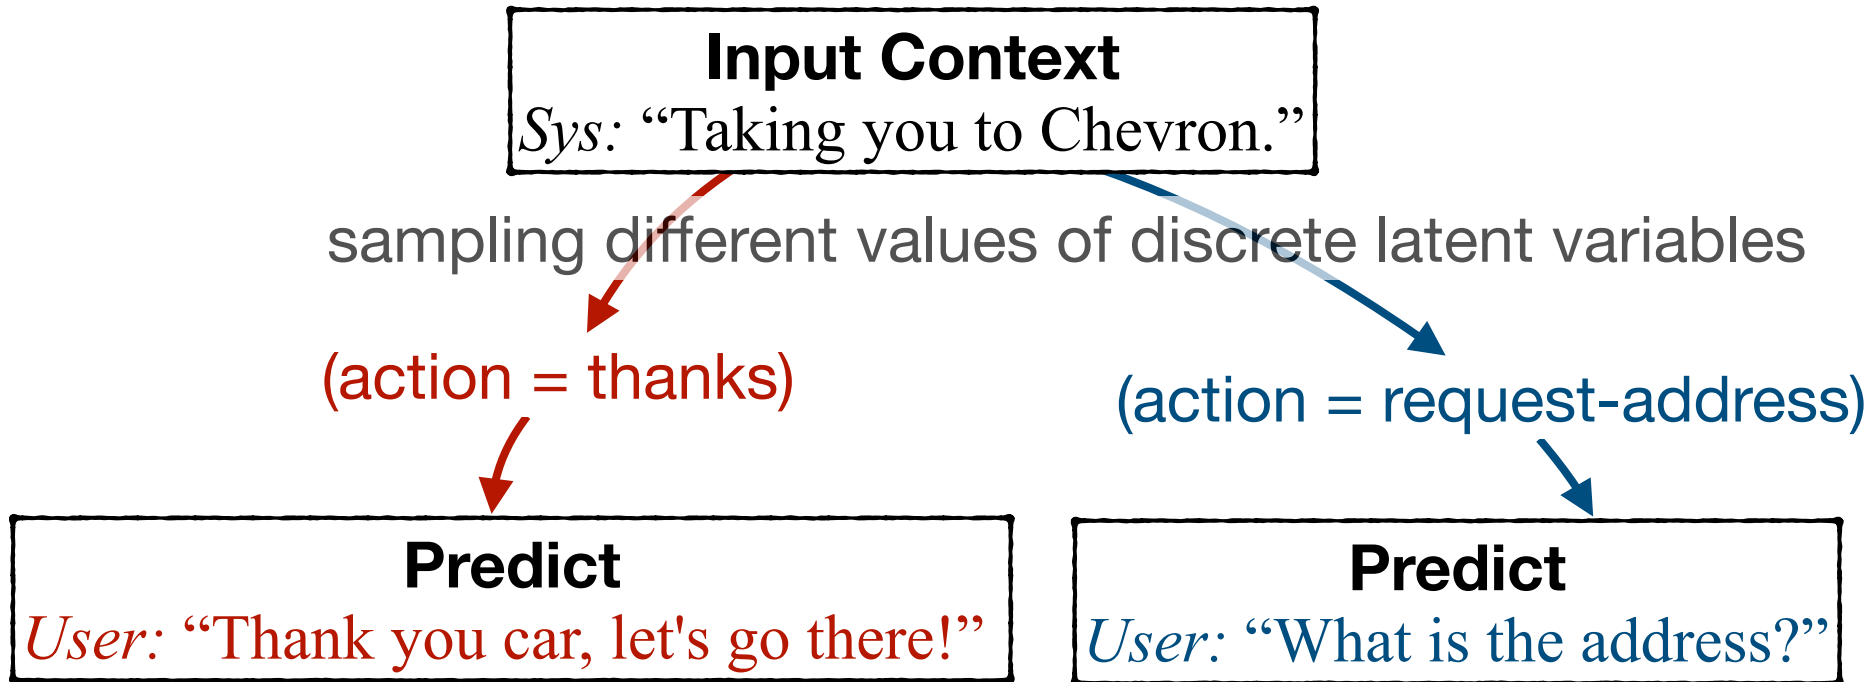 Input Context
Sys: “Taking you to Chevron.”
sampling different values of discrete latent variables
(action = thanks)
(action = request-address)
Predict
User: “Thank you car, let's go there!”
Predict
User: “What is the address?”